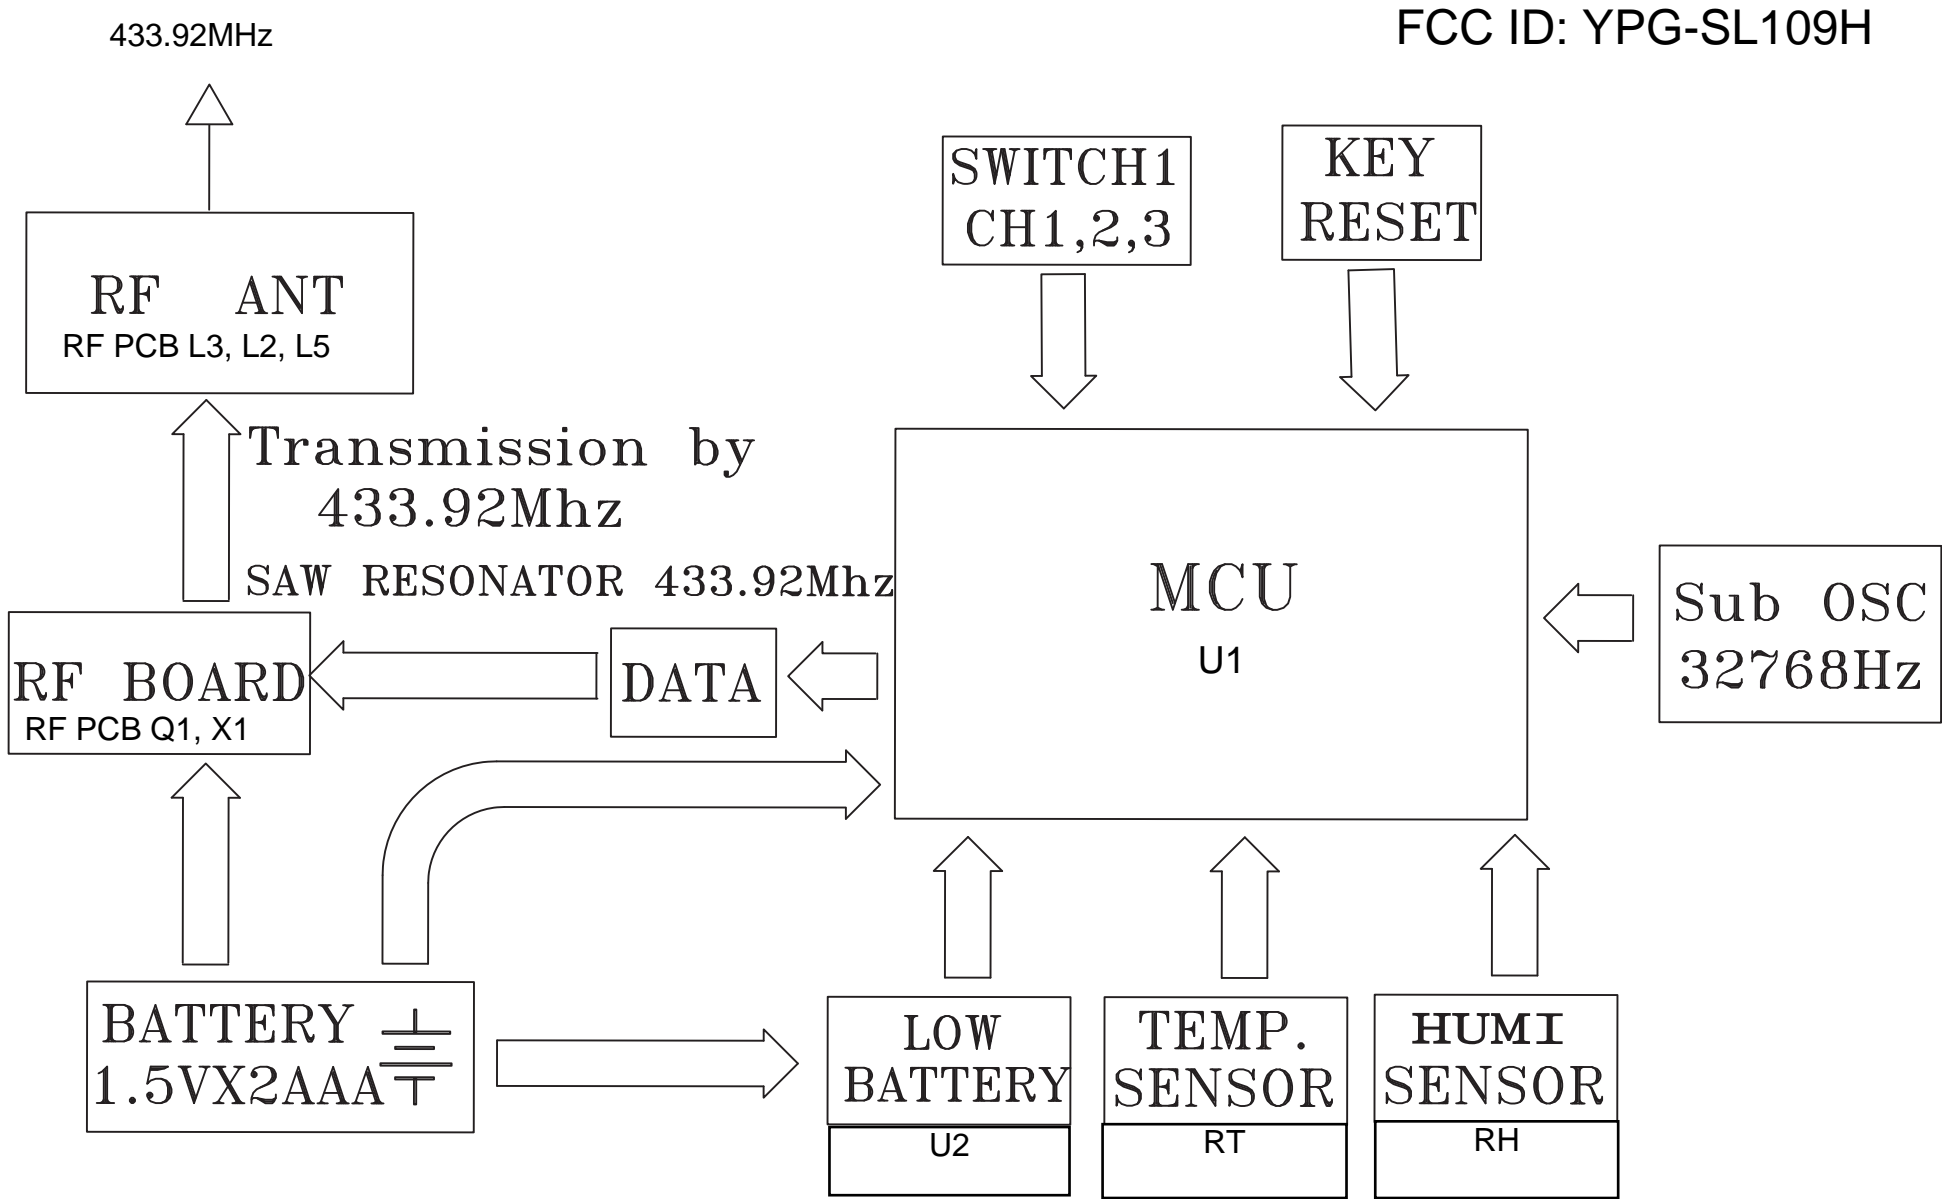 FCC ID: YPG-SL109H
433.92MHz
SWITCH1
CH1,2,3
KEY
RESET
RF ANT
RF PCB L3, L2, L5
Transmission by
433.92Mhz
SAW RESONATOR 433.92Mhz
MCU
U1
Sub OSC
32768Hz
RF BOARD
RF PCB Q1, X1
DATA
BATTERY
1.5VX2AAA
LOW
BATTERY
U2
TEMP.
SENSOR
RT
HUMI
SENSOR
RH